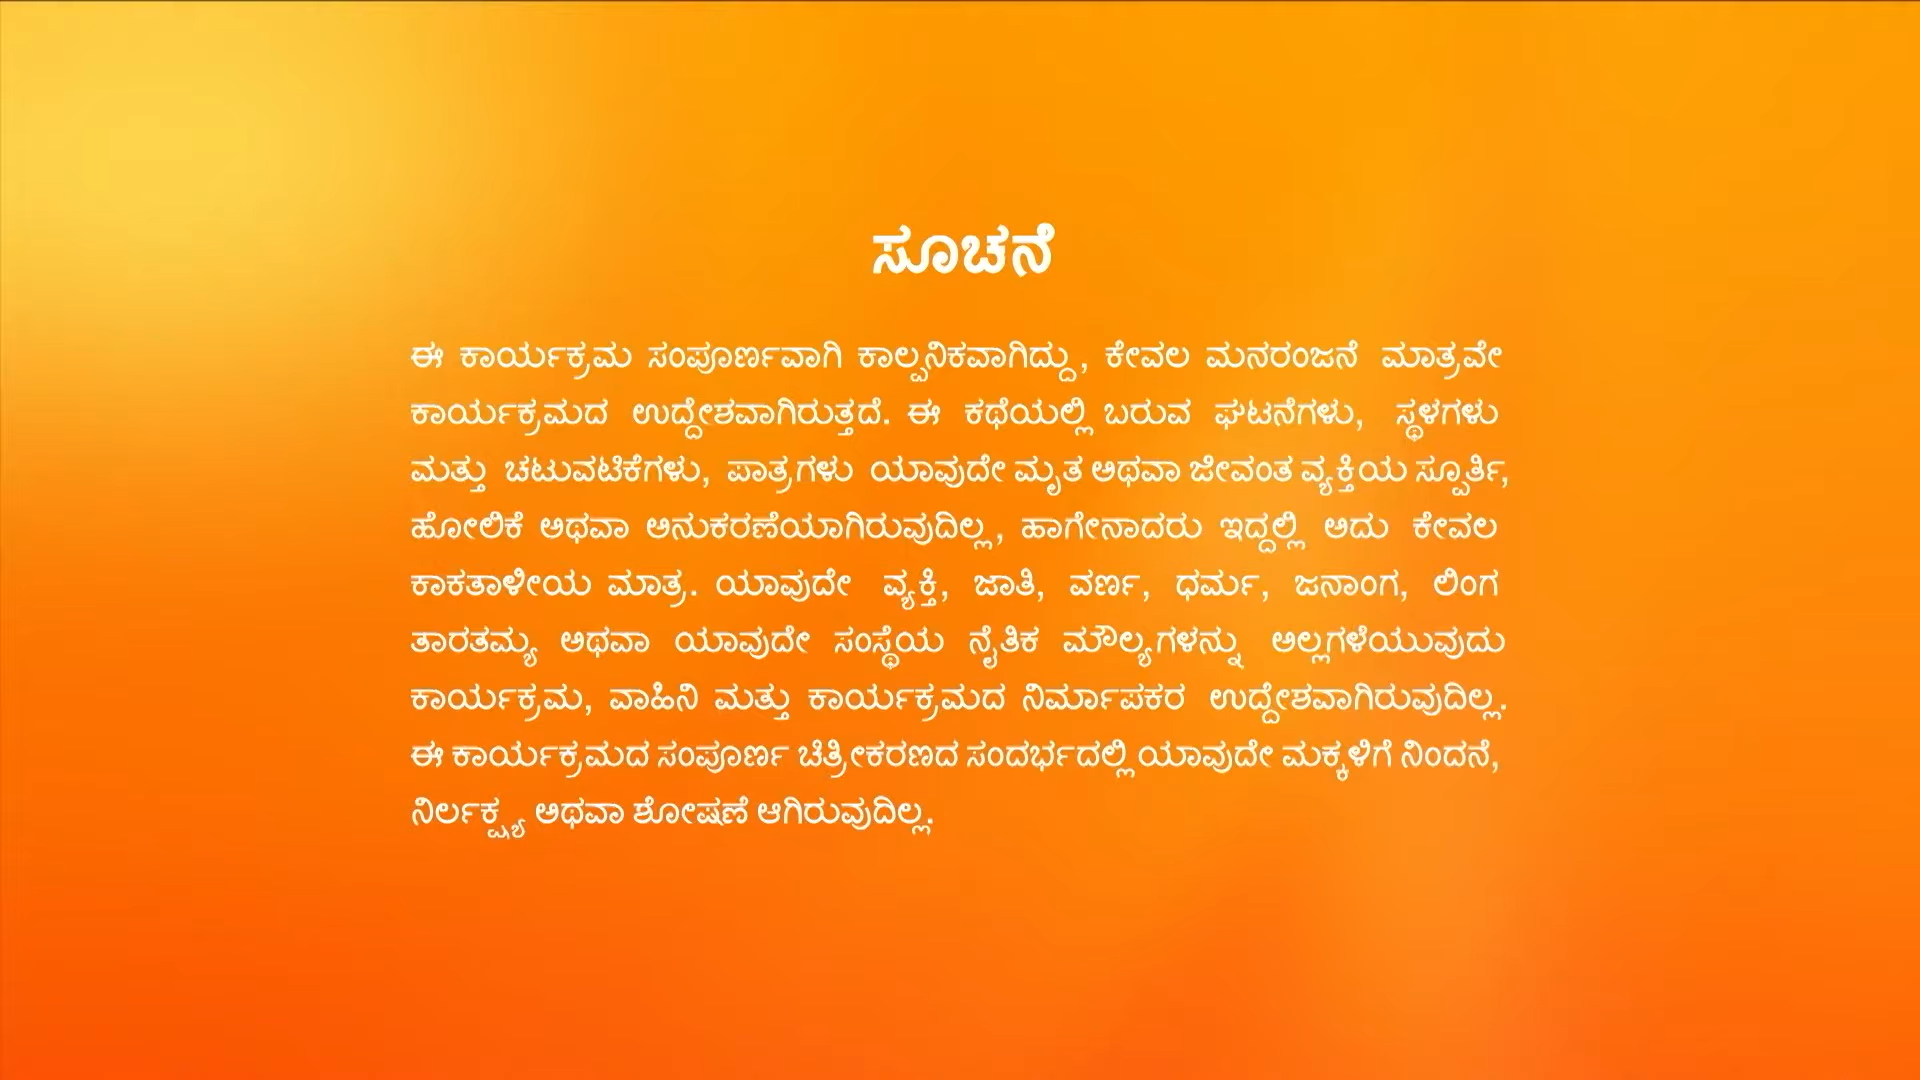 ಸೂಚನೆ
ಈ ಕಾರ್ಯಕ್ರಮ ಸಂಪೂರ್ಣವಾಗಿ ಕಾಲ್ಪನಿಕವಾಗಿದ್ದು, ಕೇವಲ ಮನರಂಜನೆ ಮಾತ್ರವೇ
ಕಾರ್ಯಕ್ರಮದ ಉದ್ದೇಶವಾಗಿರುತ್ತದೆ. ಈ ಕಥೆಯಲ್ಲಿ ಬರುವ ಘಟನೆಗಳು, ಸ್ಥಳಗಳು
ಮತ್ತು ಚಟುವಟಿಕೆಗಳು, ಪಾತ್ರಗಳು ಯಾವುದೇ ಮೃತ ಅಥವಾ ಜೀವಂತ ವ್ಯಕ್ತಿಯ ಸ್ಪೂರ್ತಿ,
ಹೋಲಿಕೆ ಅಥವಾ ಅನುಕರಣೆಯಾಗಿರುವುದಿಲ್ಲ, ಹಾಗೇನಾದರು ಇದ್ದಲ್ಲಿ ಅದು ಕೇವಲ
ಕಾಕತಾಳೀಯ ಮಾತ್ರ. ಯಾವುದೇ ವ್ಯಕ್ತಿ, ಜಾತಿ, ವರ್ಣ, ಧರ್ಮ, ಜನಾಂಗ, ಲಿಂಗ
ತಾರತಮ್ಯ ಅಥವಾ ಯಾವುದೇ ಸಂಸ್ಥೆಯ ನೈತಿಕ ಮೌಲ್ಯಗಳನ್ನು ಅಲ್ಲಗಳೆಯುವುದು
ಕಾರ್ಯಕ್ರಮ, ವಾಹಿನಿ ಮತ್ತು ಕಾರ್ಯಕ್ರಮದ ನಿರ್ಮಾಪಕರ ಉದ್ದೇಶವಾಗಿರುವುದಿಲ್ಲ.
ಈ ಕಾರ್ಯಕ್ರಮದ ಸಂಪೂರ್ಣ ಚಿತ್ರೀಕರಣದ ಸಂದರ್ಭದಲ್ಲಿ ಯಾವುದೇ ಮಕ್ಕಳಿಗೆ ನಿಂದನೆ,
ನಿರ್ಲಕ್ಷ್ಯ ಅಥವಾ ಶೋಷಣೆ ಆಗಿರುವುದಿಲ್ಲ.